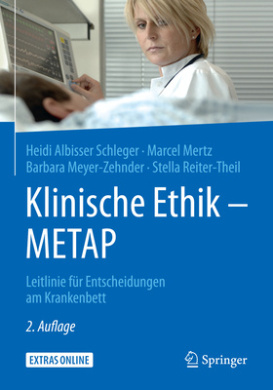 Heidi Albisser Schleger · Marcel Mertz
Barbara Meyer-Zehnder · Stella Reiter-Theil
Klinische Ethik –
METAP
Leitlinie für Entscheidungen
am Krankenbett
2. Auflage
EXTRAS ONLINE
Springer